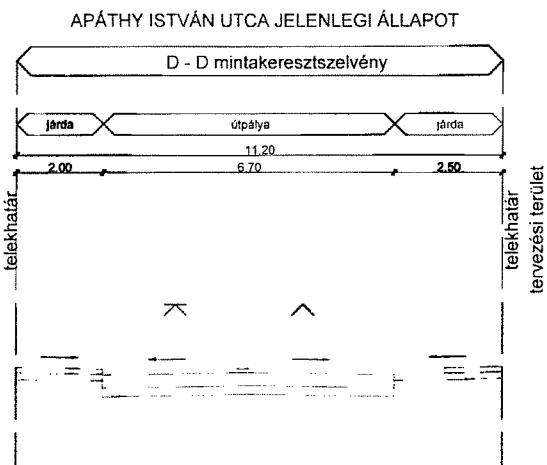 APÁTHY ISTVÁN UTCA JELENLEGI ÁLLAPOT
D - D mintakeresztszelvény
járda útpálya járda
11.20
2.00 6.70 2.50
telekhatár
telekhatár
tervezési terület